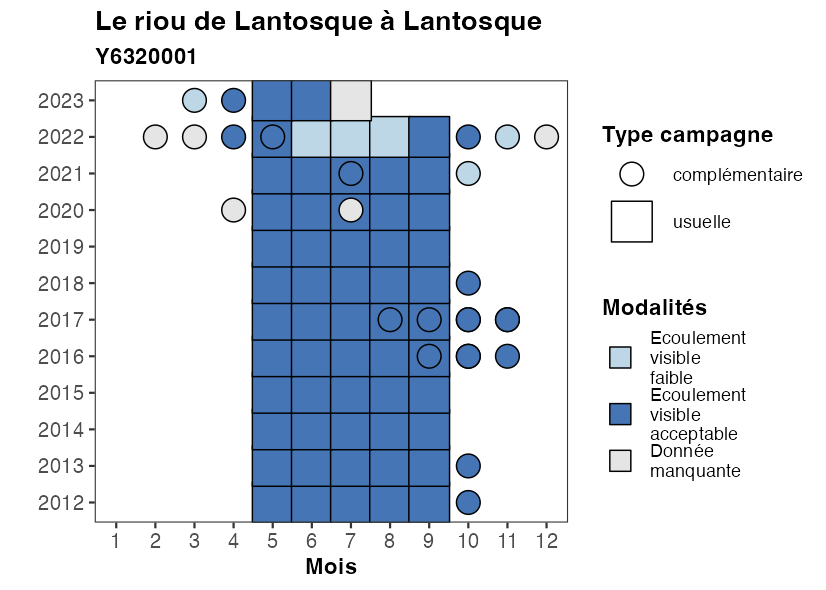 Le riou de Lantosque à Lantosque
Y6320001
2023
2022
2021
2020
2019
2018
2017
2016
2015
2014
2013
2012
1 2 3 4 5 6 7 8 9 10 11 12
Mois
Type campagne
complémentaire
usuelle
Modalités
Ecoulement
visible
faible
Ecoulement
visible
acceptable
Donnée
manquante